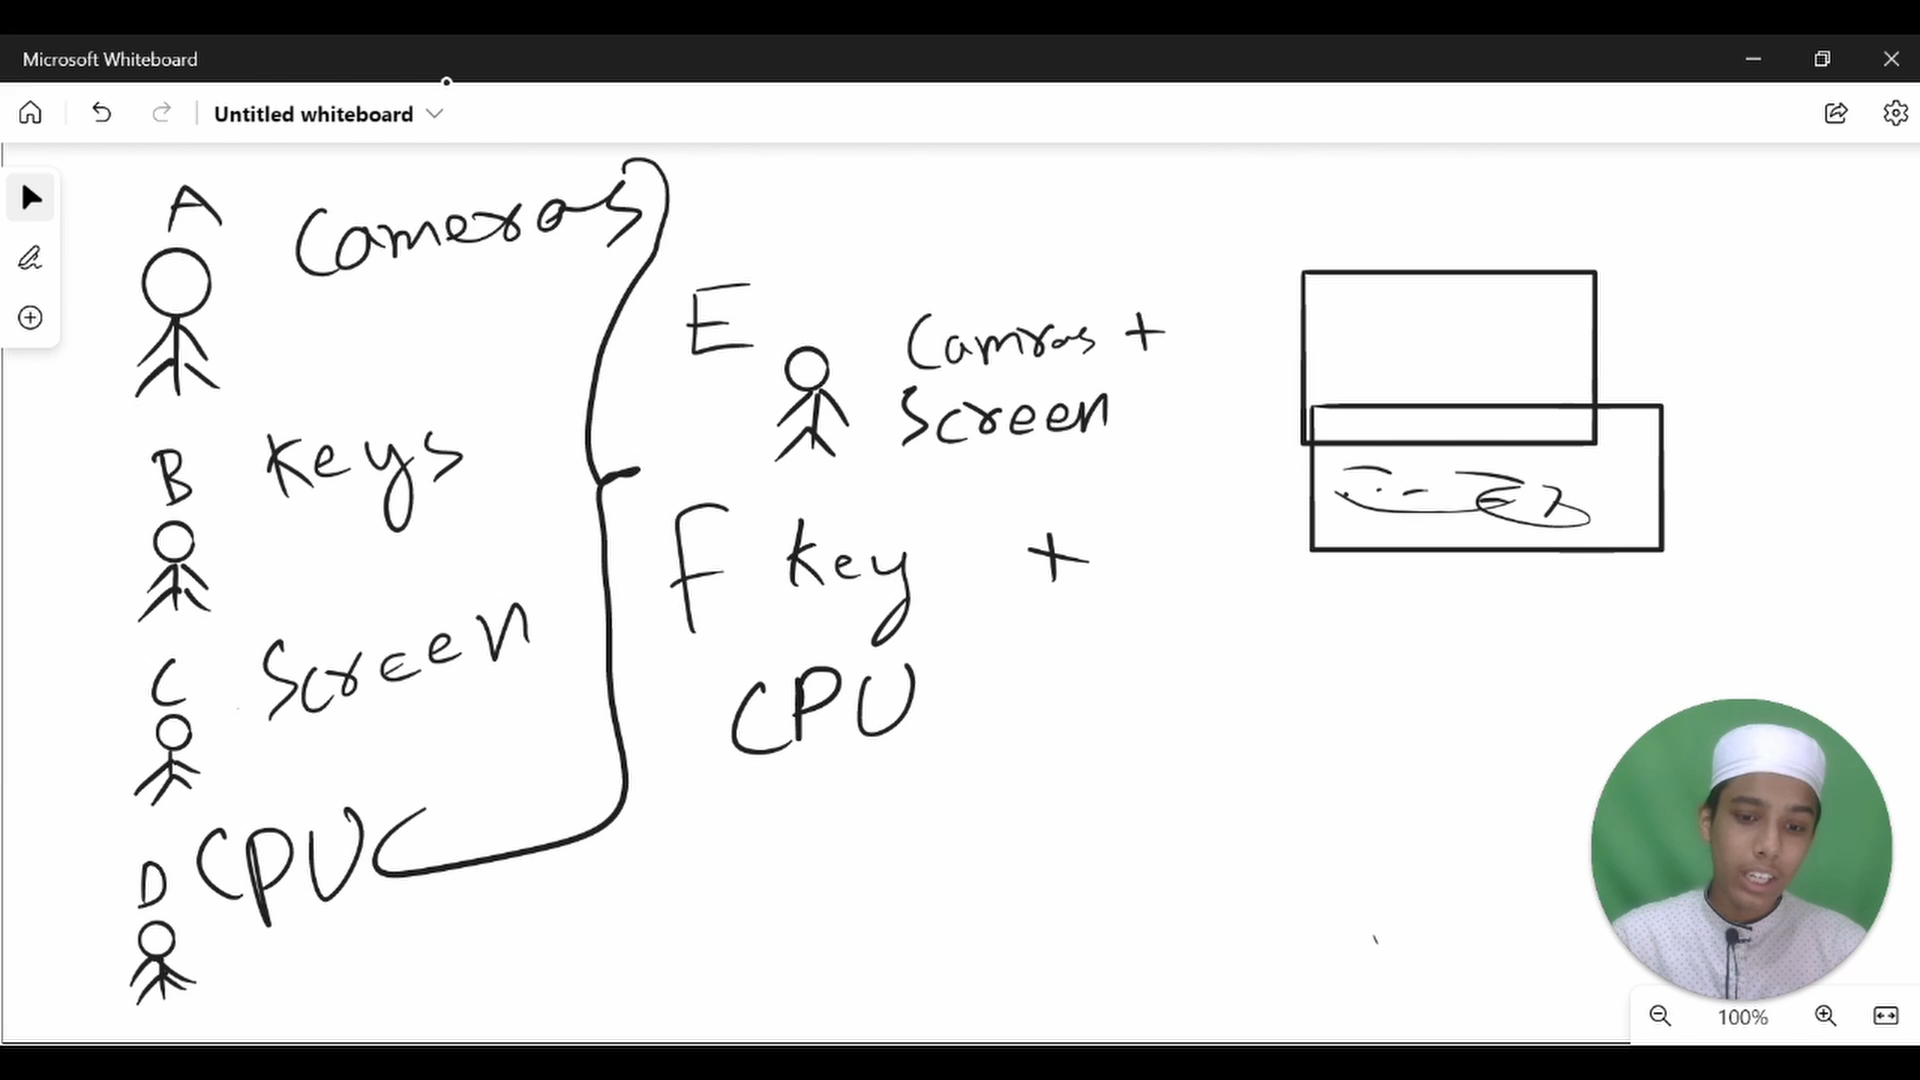 Microsoft Whiteboard
Untitled whiteboard
A
Cameras
B
Keys
C
Screen
D
CPU
E
Camras +
Screen
F Key +
CPU
100%